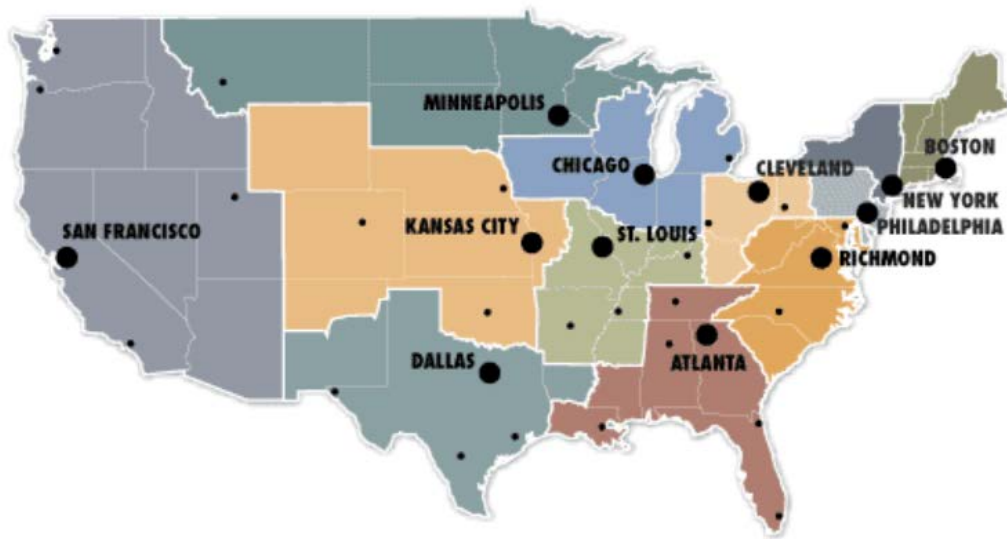 MINNEAPOLIS
BOSTON
CHICAGO
CLEVELAND
NEW YORK
KANSAS CITY
ST. LOUIS
PHILADELPHIA
SAN FRANCISCO
RICHMOND
DALLAS
ATLANTA